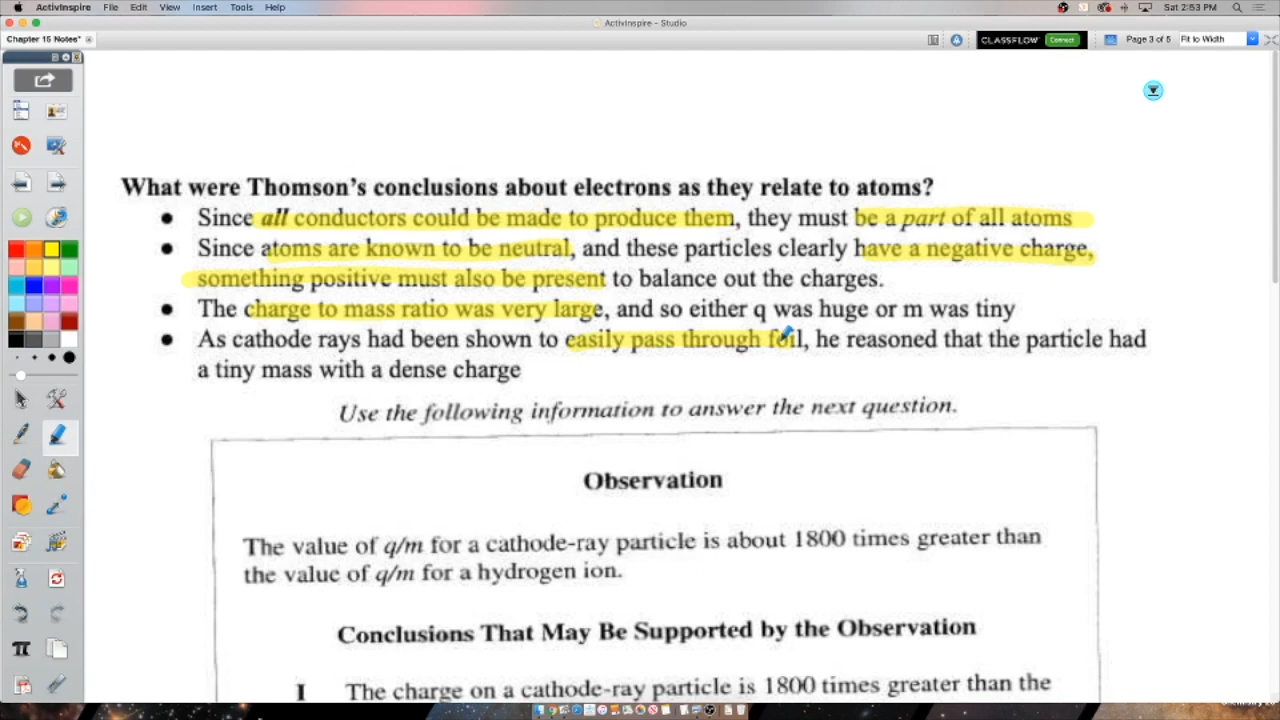 ActivInspire File Edit View Insert Tools Help Sat 2:53 PM
ActivInspire - Studio
Chapter 15 Notes* CLASSFLOW Connect Page 3 of 5 Fit to Width
What were Thomson's conclusions about electrons as they relate to atoms?
● Since all conductors could be made to produce them, they must be a part of all atoms
● Since atoms are known to be neutral, and these particles clearly have a negative charge,
something positive must also be present to balance out the charges.
● The charge to mass ratio was very large, and so either q was huge or m was tiny
● As cathode rays had been shown to easily pass through foil, he reasoned that the particle had
a tiny mass with a dense charge
Use the following information to answer the next question.
Observation
The value of q/m for a cathode-ray particle is about 1800 times greater than
the value of q/m for a hydrogen ion.
Conclusions That May Be Supported by the Observation
I The charge on a cathode-ray particle is 1800 times greater than the